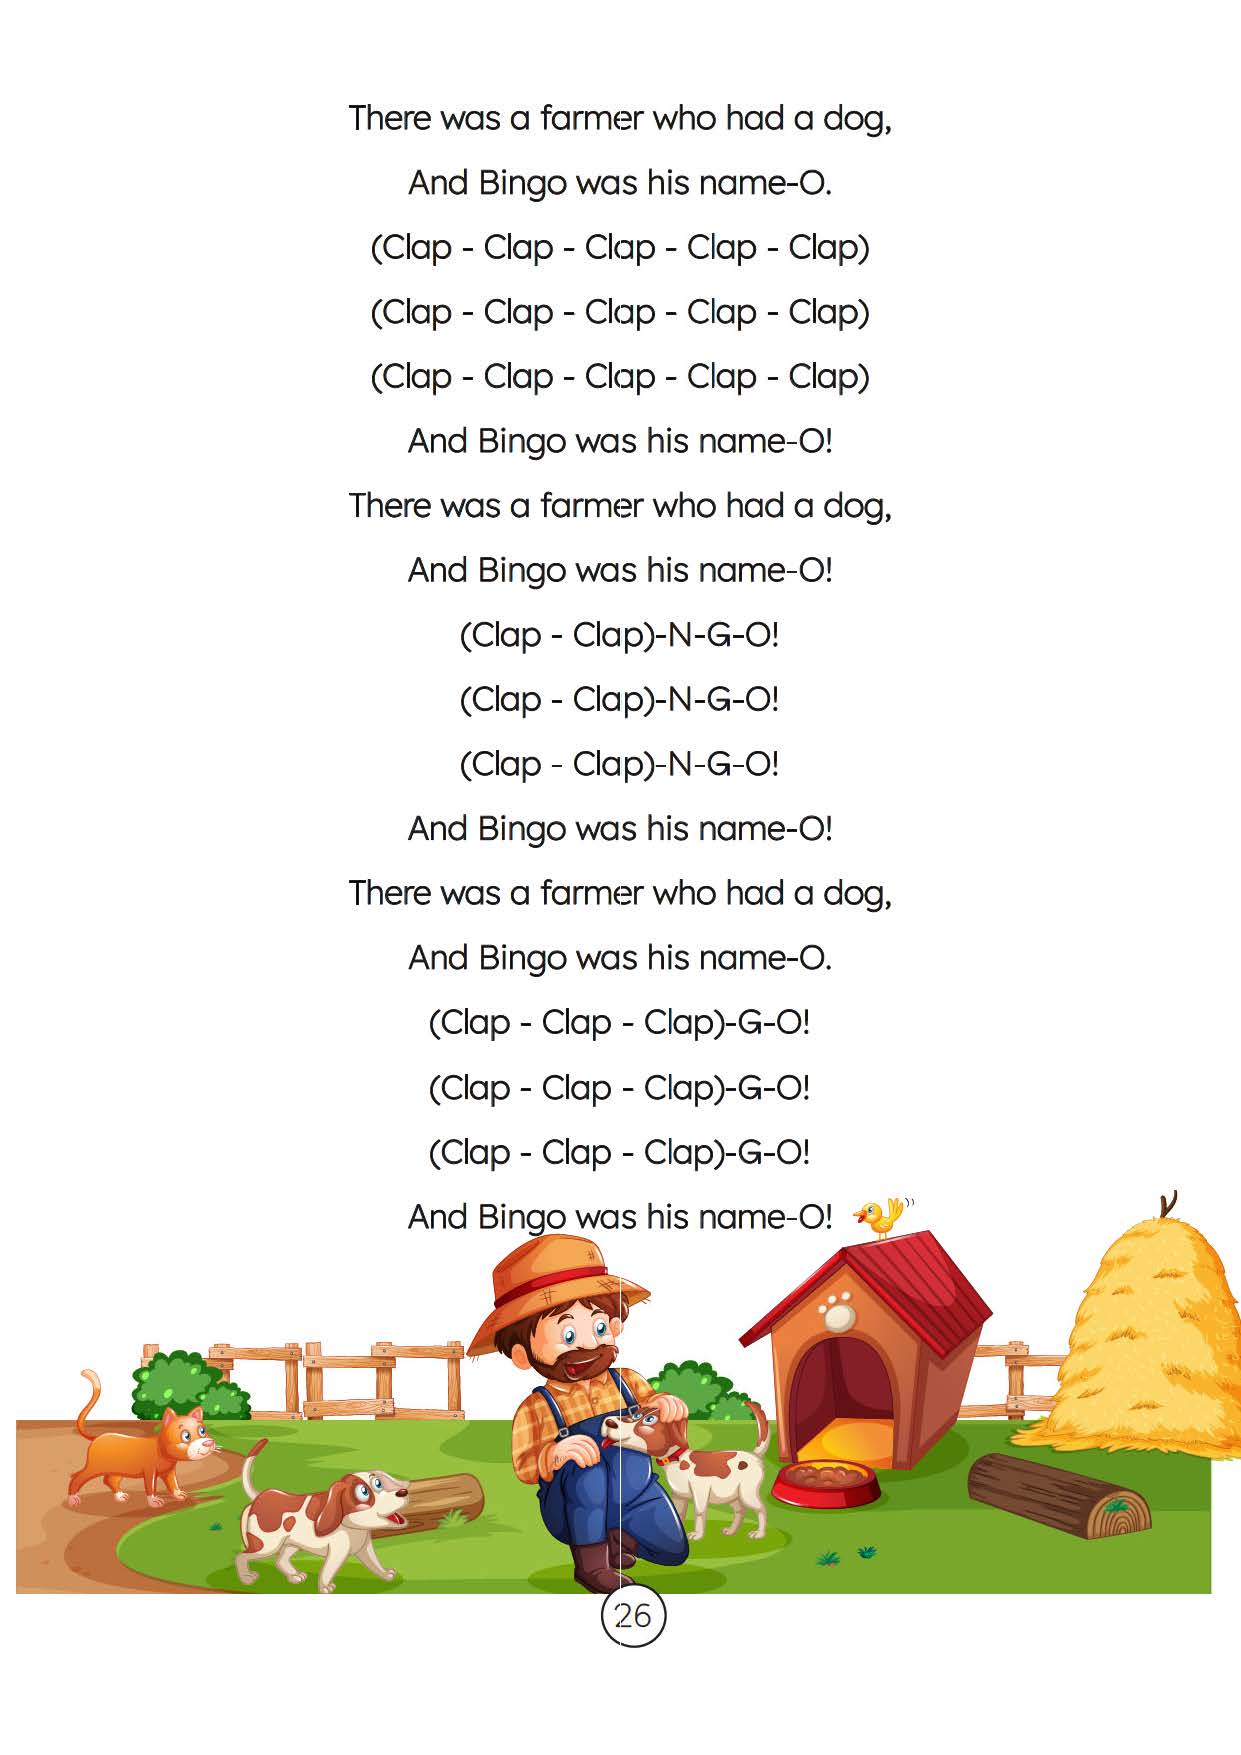 There was a farmer who had a dog,
And Bingo was his name-O.
(Clap - Clap - Clap - Clap - Clap)
(Clap - Clap - Clap - Clap - Clap)
(Clap - Clap - Clap - Clap - Clap)
And Bingo was his name-O!
There was a farmer who had a dog,
And Bingo was his name-O!
(Clap - Clap)-N-G-O!
(Clap - Clap)-N-G-O!
(Clap - Clap)-N-G-O!
And Bingo was his name-O!
There was a farmer who had a dog,
And Bingo was his name-O.
(Clap - Clap - Clap)-G-O!
(Clap - Clap - Clap)-G-O!
(Clap - Clap - Clap)-G-O!
And Bingo was his name-O!
26